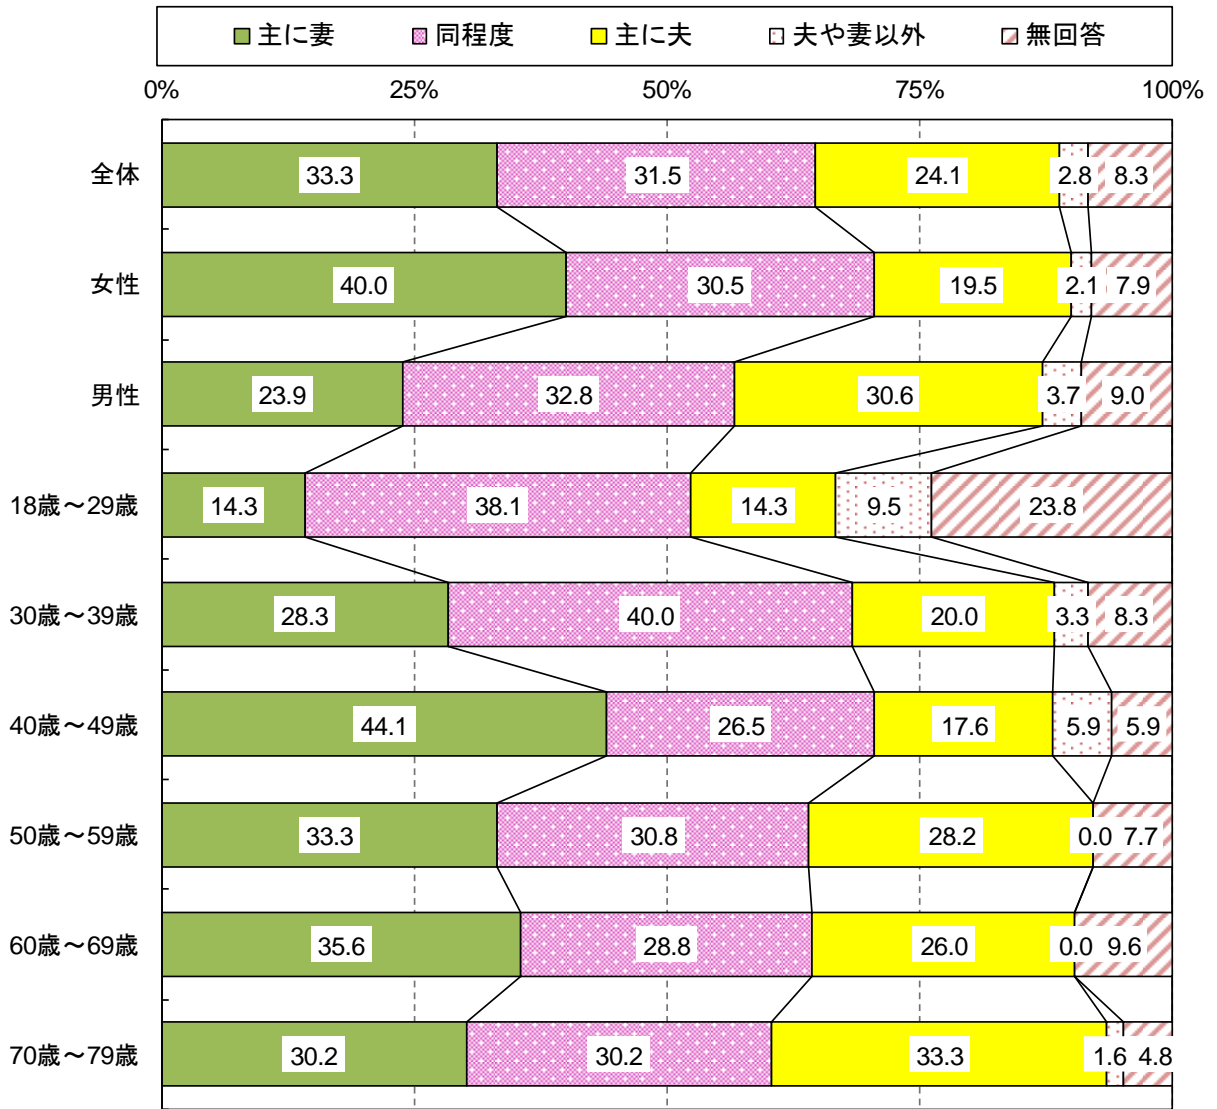 主に妻 同程度 主に夫 夫や妻以外 無回答
0% 25% 50% 75% 100%
全体 33.3 31.5 24.1 2.8 8.3
女性 40.0 30.5 19.5 2.1 7.9
男性 23.9 32.8 30.6 3.7 9.0
18歳～29歳 14.3 38.1 14.3 9.5 23.8
30歳～39歳 28.3 40.0 20.0 3.3 8.3
40歳～49歳 44.1 26.5 17.6 5.9 5.9
50歳～59歳 33.3 30.8 28.2 0.0 7.7
60歳～69歳 35.6 28.8 26.0 0.0 9.6
70歳～79歳 30.2 30.2 33.3 1.6 4.8